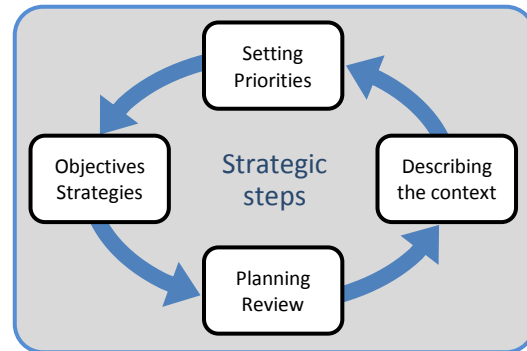 Setting
Priorities
Objectives
Strategies
Strategic
steps
Describing
the context
Planning
Review